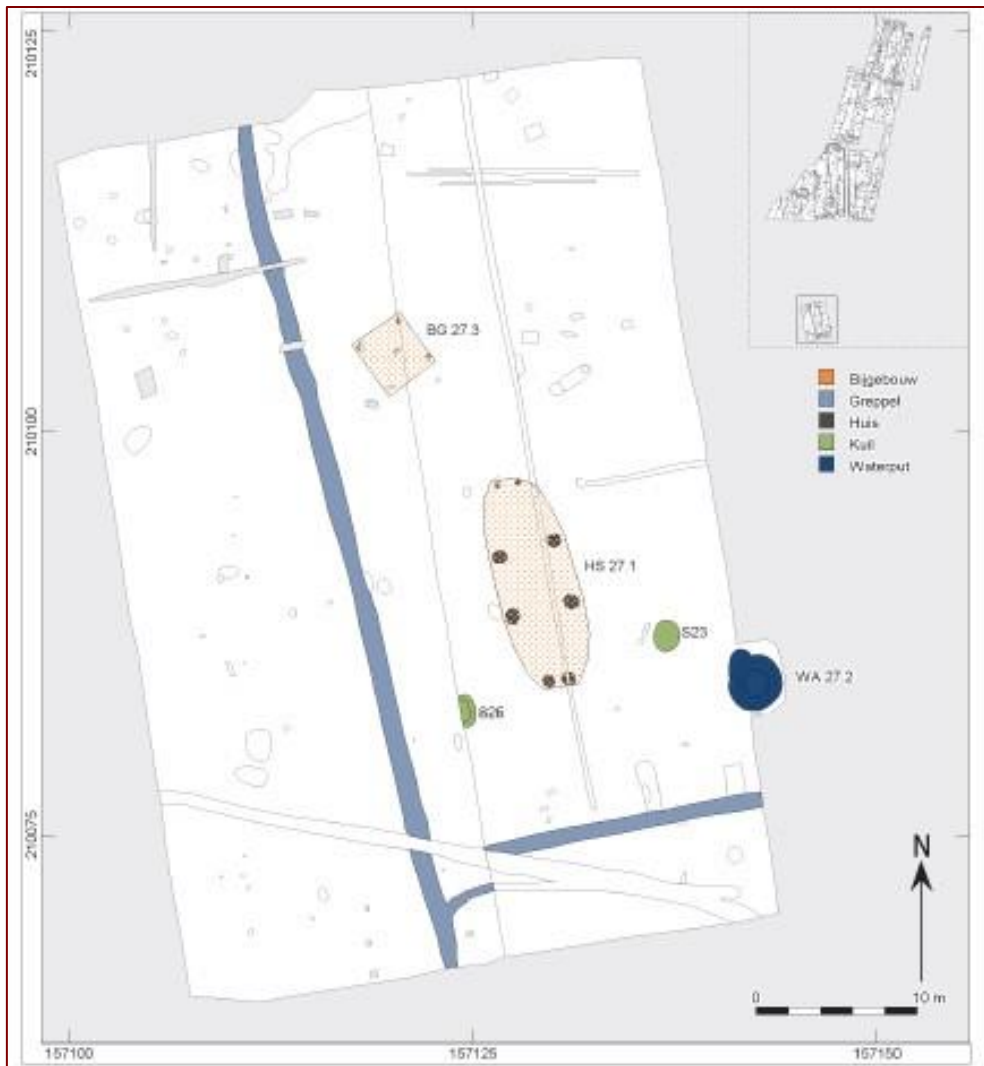 210125
BG 27.3
Bijgebouw
Greppel
Huis
Kuil
Waterput
210100
HS 27.1
S23
WA 27.2
S26
210075
N
0 10 m
157100 157125 157150